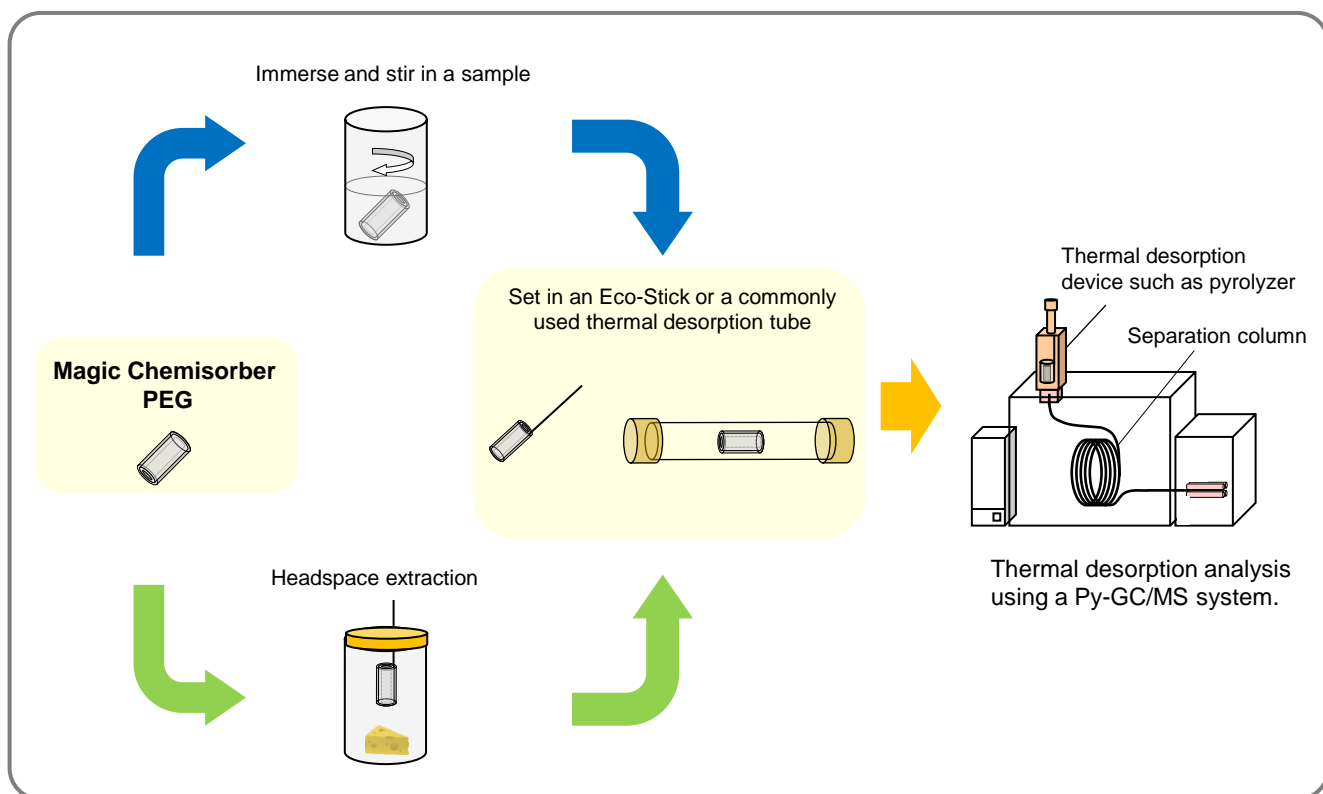 Immerse and stir in a sample
Magic Chemisorber
PEG
Headspace extraction
Set in an Eco-Stick or a commonly
used thermal desorption tube
Thermal desorption
device such as pyrolyzer
Separation column
Thermal desorption analysis
using a Py-GC/MS system.